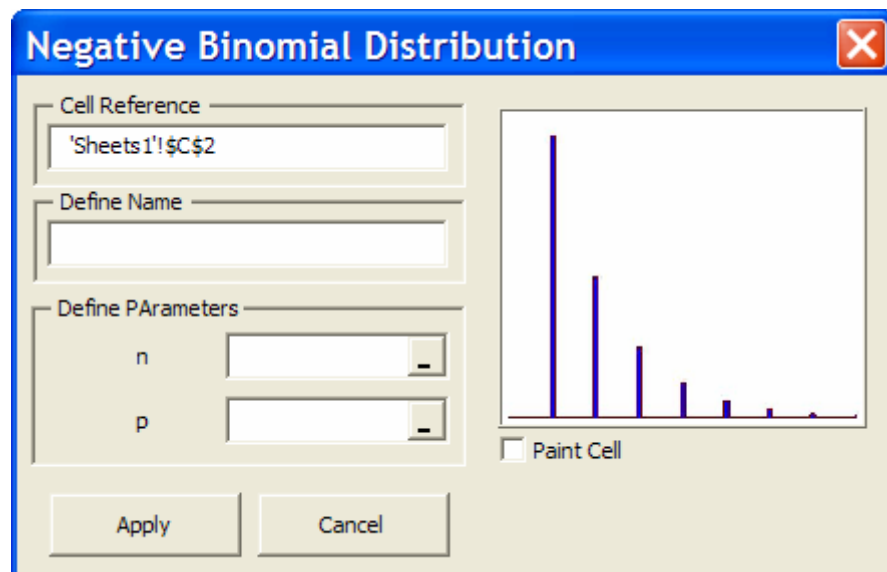 Negative Binomial Distribution
Cell Reference
'Sheets1'!$C$2
Define Name
Define PArameters
n
p
Paint Cell
Apply
Cancel